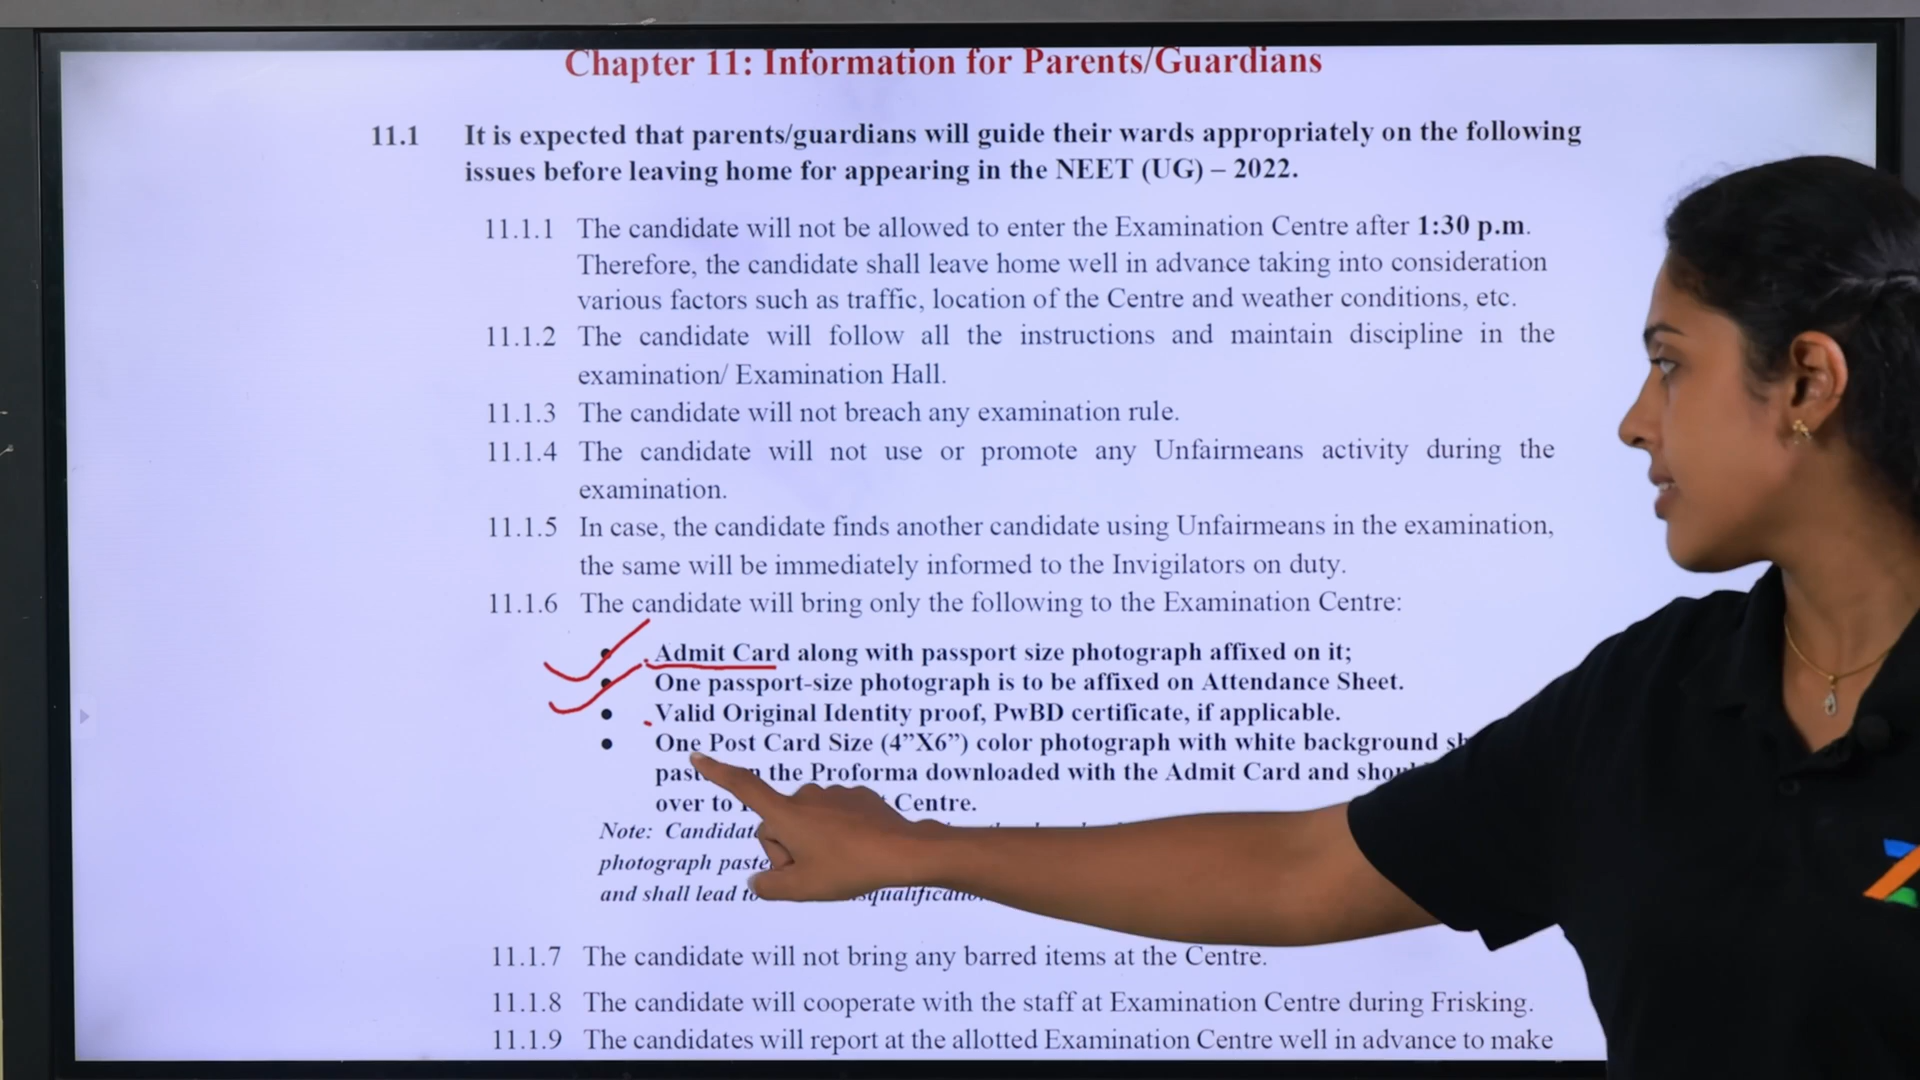 Chapter 11: Information for Parents/Guardians
11.1 It is expected that parents/guardians will guide their wards appropriately on the following
issues before leaving home for appearing in the NEET (UG) – 2022.
11.1.1 The candidate will not be allowed to enter the Examination Centre after 1:30 p.m.
Therefore, the candidate shall leave home well in advance taking into consideration
various factors such as traffic, location of the Centre and weather conditions, etc.
11.1.2 The candidate will follow all the instructions and maintain discipline in the
examination/ Examination Hall.
11.1.3 The candidate will not breach any examination rule.
11.1.4 The candidate will not use or promote any Unfairmeans activity during the
examination.
11.1.5 In case, the candidate finds another candidate using Unfairmeans in the examination,
the same will be immediately informed to the Invigilators on duty.
11.1.6 The candidate will bring only the following to the Examination Centre:
• Admit Card along with passport size photograph affixed on it;
• One passport-size photograph is to be affixed on Attendance Sheet.
• Valid Original Identity proof, PwBD certificate, if applicable.
• One Post Card Size (4”X6”) color photograph with white background
the Proforma downloaded with the Admit Card and
over to Centre.
Note:
photograph
and shall lead
11.1.7 The candidate will not bring any barred items at the Centre.
11.1.8 The candidate will cooperate with the staff at Examination Centre during Frisking.
11.1.9 The candidates will report at the allotted Examination Centre well in advance to make